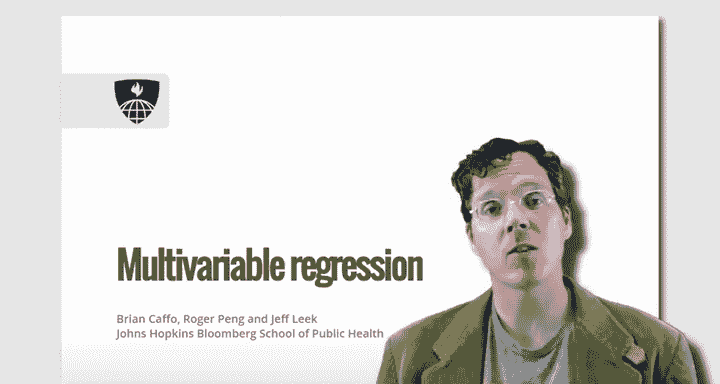 Multivariable regression
Brian Caffo, Roger Peng and Jeff Leek
Johns Hopkins Bloomberg School of Public Health